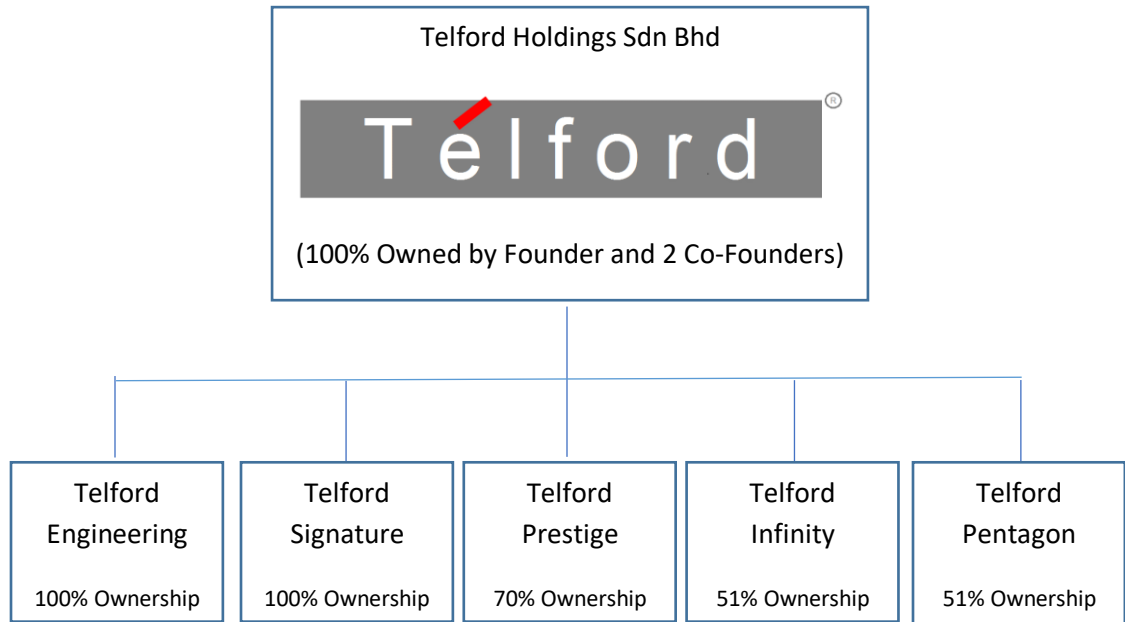 Telford Holdings Sdn Bhd
Télford
®
(100% Owned by Founder and 2 Co-Founders)
Telford
Engineering
100% Ownership
Telford
Signature
100% Ownership
Telford
Prestige
70% Ownership
Telford
Infinity
51% Ownership
Telford
Pentagon
51% Ownership